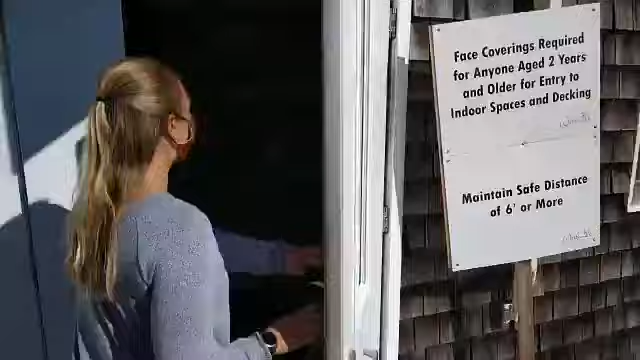 Face Coverings Required
for Anyone Aged 2 Years
and Older for Entry to
Indoor Spaces and Decking
Maintain Safe Distance
of 6' or More